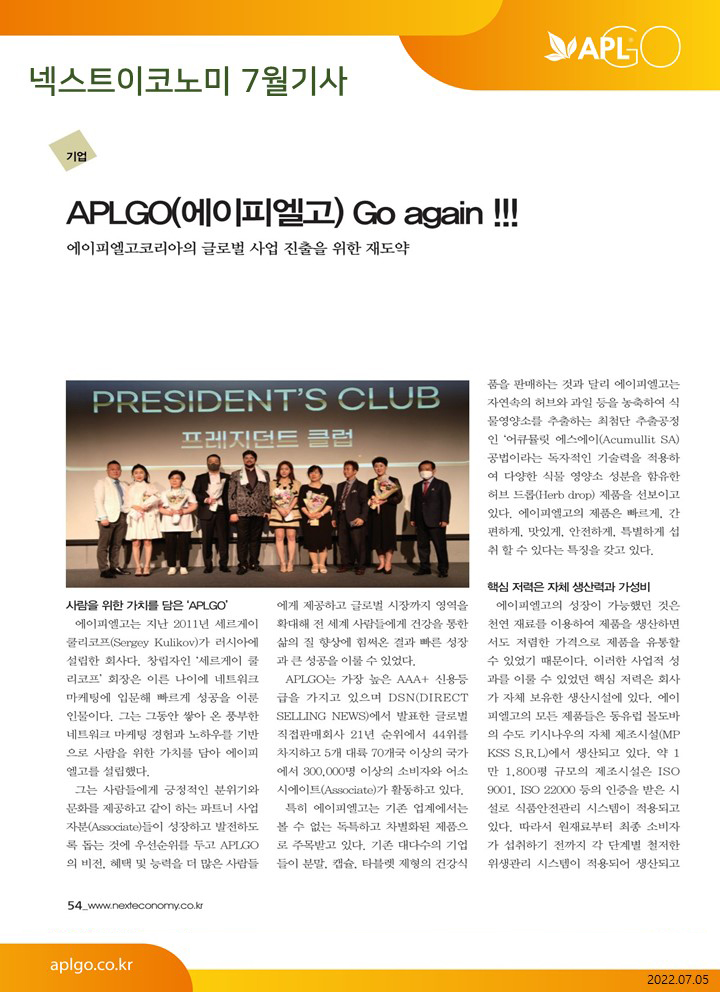 APLGO
넥스트이코노미 7월기사
기업
APLGO(에이피엘고) Go again !!!
에이피엘고코리아의 글로벌 사업 진출을 위한 재도약
PRESIDENT'S CLUB
프레지던트 클럽
사람을 위한 가치를 담은 'APLGO'
에이피엘고는 지난 2011년 세르게이
쿨리코프(Sergey Kulikov)가 러시아에
설립한 회사다. 창립자인 '세르게이 쿨
리코프' 회장은 이른 나이에 네트워크
마케팅에 입문해 빠르게 성공을 이룬
인물이다. 그는 그동안 쌓아 온 풍부한
네트워크 마케팅 경험과 노하우를 기반
으로 사람을 위한 가치를 담아 에이피
엘고를 설립했다.
그는 사람들에게 긍정적인 분위기와
문화를 제공하고 같이 하는 파트너 사업
자분(Associate)들이 성장하고 발전하도
록 돕는 것에 우선순위를 두고 APLGO
의 비전, 혜택 및 능력을 더 많은 사람들
에게 제공하고 글로벌 시장까지 영역을
확대해 전 세계 사람들에게 건강을 통한
삶의 질 향상에 힘써온 결과 빠른 성장
과 큰 성공을 이룰 수 있었다.
APLGO는 가장 높은 AAA+ 신용등
급을 가지고 있으며 DSN(DIRECT
SELLING NEWS)에서 발표한 글로벌
직접판매회사 21년 순위에서 44위를
차지하고 5개 대륙 70개국 이상의 국가
에서 300,000명 이상의 소비자와 어소
시에이트(Associate)가 활동하고 있다.
특히 에이피엘고는 기존 업계에서는
볼 수 없는 독특하고 차별화된 제품으
로 주목받고 있다. 기존 대다수의 기업
들이 분말, 캡슐, 타블렛 제형의 건강식
품을 판매하는 것과 달리 에이피엘고는
자연속의 허브와 과일 등을 농축하여 식
물영양소를 추출하는 최첨단 추출공정
인 '어큐뮬릿 에스에이(Acumullit SA)
공법이라는 독자적인 기술력을 적용하
여 다양한 식물 영양소 성분을 함유한
허브 드롭(Herb drop) 제품을 선보이고
있다. 에이피엘고의 제품은 빠르게, 간
편하게, 맛있게, 안전하게, 특별하게 섭
취 할 수 있다는 특징을 갖고 있다.
핵심 저력은 자체 생산력과 가성비
에이피엘고의 성장이 가능했던 것은
천연 재료를 이용하여 제품을 생산하면
서도 저렴한 가격으로 제품을 유통할
수 있었기 때문이다. 이러한 사업적 성
과를 이룰 수 있었던 핵심 저력은 회사
가 자체 보유한 생산시설에 있다. 에이
피엘고의 모든 제품들은 동유럽 몰도바
의 수도 키시나우의 자체 제조시설(MP
KSS S.R.L)에서 생산되고 있다. 약 1
만 1,800평 규모의 제조시설은 ISO
9001, ISO 22000 등의 인증을 받은 시
설로 식품안전관리 시스템이 적용되고
있다. 따라서 원재료부터 최종 소비자
가 섭취하기 전까지 각 단계별 철저한
위생관리 시스템이 적용되어 생산되고
54_www.nexteconomy.co.kr
aplgo.co.kr
2022.07.05